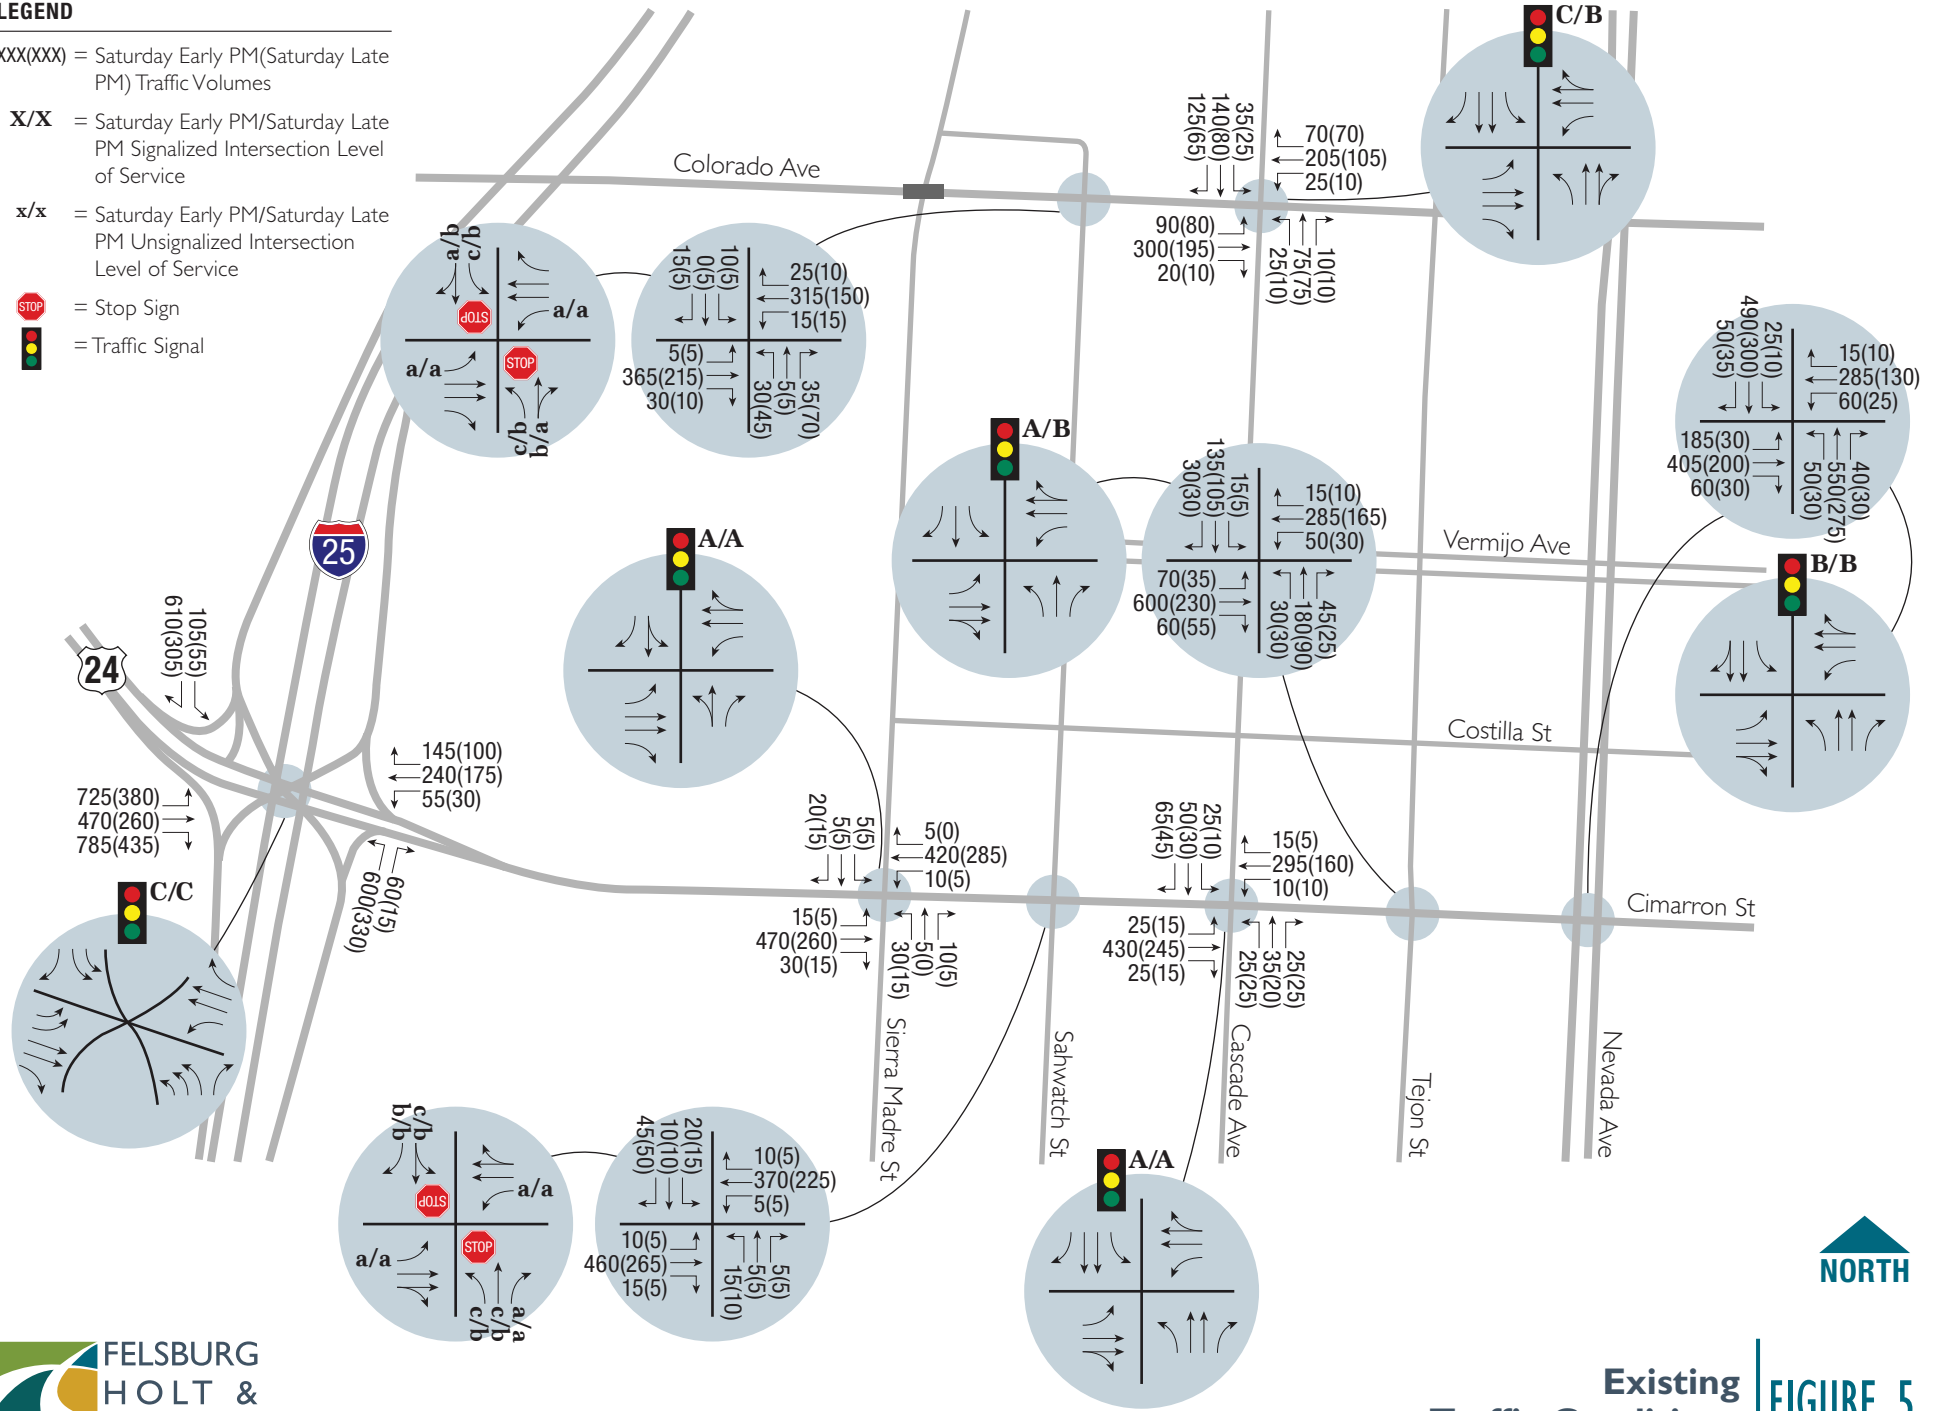 LEGEND
XXX(XXX) = Saturday Early PM(Saturday Late
PM) Traffic Volumes
X/X = Saturday Early PM/Saturday Late
PM Signalized Intersection Level
of Service
x/x = Saturday Early PM/Saturday Late
PM Unsignalized Intersection
Level of Service
STOP = Stop Sign
= Traffic Signal
Colorado Ave
125(65)
140(80)
35(25)
70(70)
205(105)
25(10)
90(80)
300(195)
20(10)
25(10)
75(75)
10(10)
C/B
a/b
c/b
STOP
a/a
a/a
STOP
c/b
b/a
15(5)
0(5)
10(5)
25(10)
315(150)
15(15)
5(5)
365(215)
30(10)
30(45)
5(5)
35(70)
50(35)
490(300)
25(10)
15(10)
285(130)
60(25)
185(30)
405(200)
60(30)
50(30)
550(275)
40(30)
B/B
A/B
30(30)
135(105)
15(5)
15(10)
285(165)
50(30)
70(35)
600(230)
60(55)
30(30)
180(90)
45(25)
Vermijo Ave
25
A/A
24
610(305)
105(55)
145(100)
240(175)
55(30)
725(380)
470(260)
785(435)
600(330)
60(15)
C/C
Costilla St
20(15)
5(5)
5(5)
5(0)
420(285)
10(5)
15(5)
470(260)
30(15)
30(15)
5(0)
10(5)
65(45)
50(30)
25(10)
15(5)
295(160)
10(10)
25(15)
430(245)
25(15)
25(25)
35(20)
25(25)
Cimarron St
Sierra Madre St
Sahwatch St
Cascade Ave
Tejon St
Nevada Ave
b/b
c/b
STOP
a/a
a/a
STOP
c/b
c/b
a/a
45(50)
10(10)
20(15)
10(5)
370(225)
5(5)
10(5)
460(265)
15(5)
15(10)
5(5)
5(5)
A/A
NORTH
FELSBURG
HOLT &
Existing
FIGURE 5